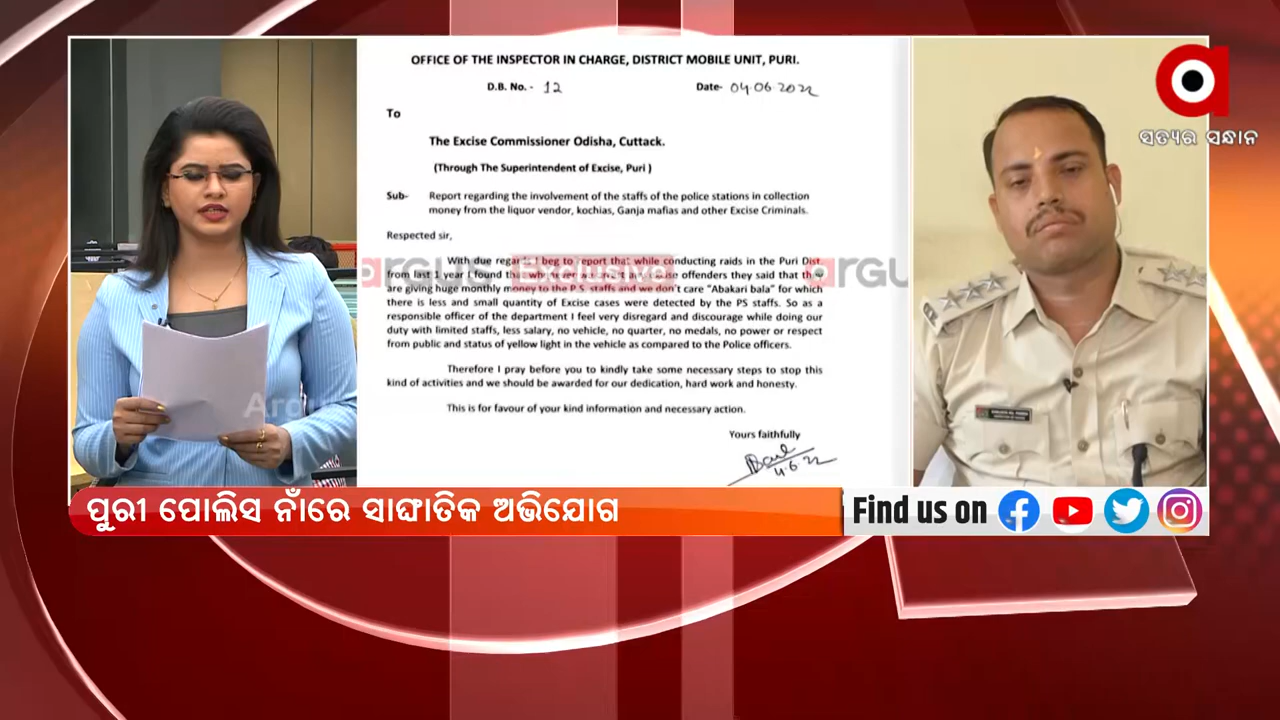 ସତ୍ୟର ସନ୍ଧାନ
OFFICE OF THE INSPECTOR IN CHARGE, DISTRICT MOBILE UNIT, PURI.
D.B. No. - 12 Date- 04.06.2022
To
The Excise Commissioner Odisha, Cuttack.
(Through The Superintendent of Excise, Puri )
Sub- Report regarding the involvement of the staffs of the police stations in collection
money from the liquor vendor, kochias, Ganja mafias and other Excise Criminals.
Respected sir,
With due regard I beg to report that while conducting raids in the Puri Dist.
from last 1 year I found that when we arrest any excise offenders they said that they
are giving huge monthly money to the P.S staffs and we don't care "Abakari bala" for which
there is less and small quantity of Excise cases were detected by the PS staffs. So as a
responsible officer of the department I feel very disregard and discourage while doing our
duty with limited staffs, less salary, no vehicle, no quarter, no medals, no power or respect
from public and status of yellow light in the vehicle as compared to the Police officers.
Therefore I pray before you to kindly take some necessary steps to stop this
kind of activities and we should be awarded for our dedication, hard work and honesty.
This is for favour of your kind information and necessary action.
Yours faithfully
4.6.22
Exclusive
ପୁରୀ ପୋଲିସ ନାଁରେ ସାଙ୍ଘାତିକ ଅଭିଯୋଗ
Find us on